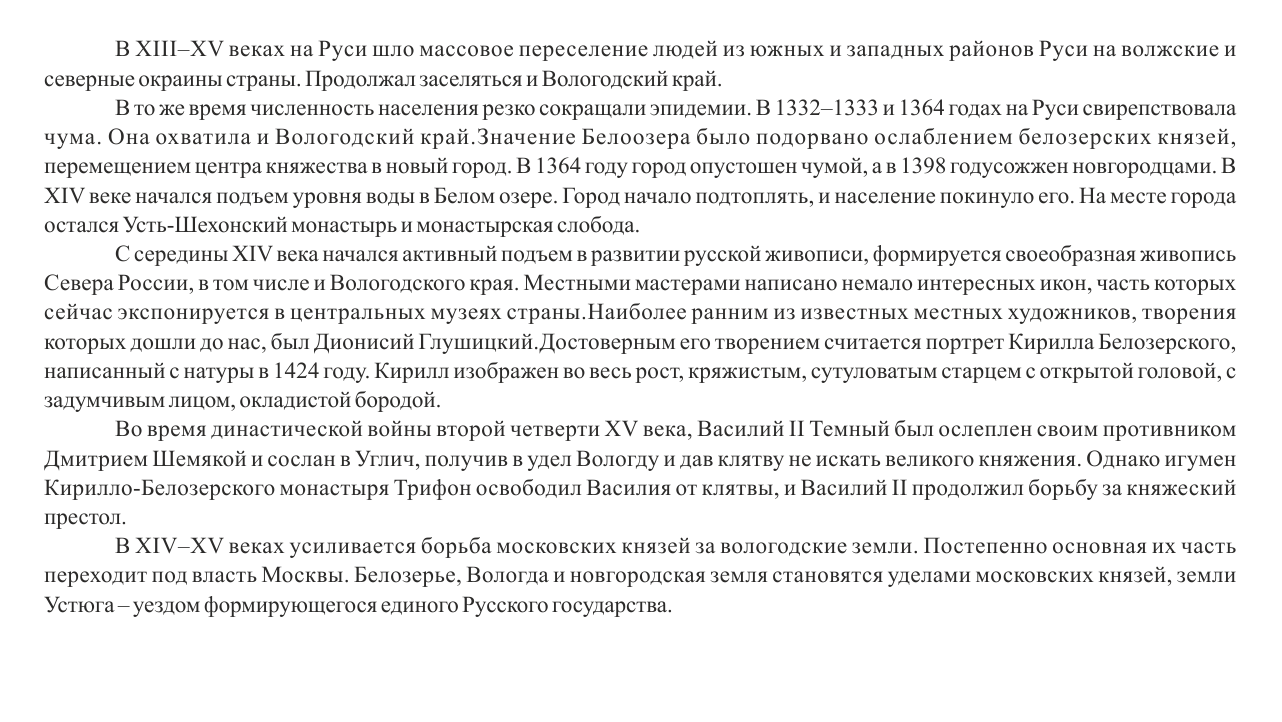 В XIII–XV веках на Руси шло массовое переселение людей из южных и западных районов Руси на волжские и
северные окраины страны. Продолжал заселяться и Вологодский край.
В то же время численность населения резко сокращали эпидемии. В 1332–1333 и 1364 годах на Руси свирепствовала
чума. Она охватила и Вологодский край.Значение Белоозера было подорвано ослаблением белозерских князей,
перемещением центра княжества в новый город. В 1364 году город опустошен чумой, а в 1398 годусожжен новгородцами. В
XIV веке начался подъем уровня воды в Белом озере. Город начало подтоплять, и население покинуло его. На месте города
остался Усть-Шехонский монастырь и монастырская слобода.
С середины XIV века начался активный подъем в развитии русской живописи, формируется своеобразная живопись
Севера России, в том числе и Вологодского края. Местными мастерами написано немало интересных икон, часть которых
сейчас экспонируется в центральных музеях страны.Наиболее ранним из известных местных художников, творения
которых дошли до нас, был Дионисий Глушицкий.Достоверным его творением считается портрет Кирилла Белозерского,
написанный с натуры в 1424 году. Кирилл изображен во весь рост, кряжистым, сутуловатым старцем с открытой головой, с
задумчивым лицом, окладистой бородой.
Во время династической войны второй четверти XV века, Василий II Темный был ослеплен своим противником
Дмитрием Шемякой и сослан в Углич, получив в удел Вологду и дав клятву не искать великого княжения. Однако игумен
Кирилло-Белозерского монастыря Трифон освободил Василия от клятвы, и Василий II продолжил борьбу за княжеский
престол.
В XIV–XV веках усиливается борьба московских князей за вологодские земли. Постепенно основная их часть
переходит под власть Москвы. Белозерье, Вологда и новгородская земля становятся уделами московских князей, земли
Устюга – уездом формирующегося единого Русского государства.